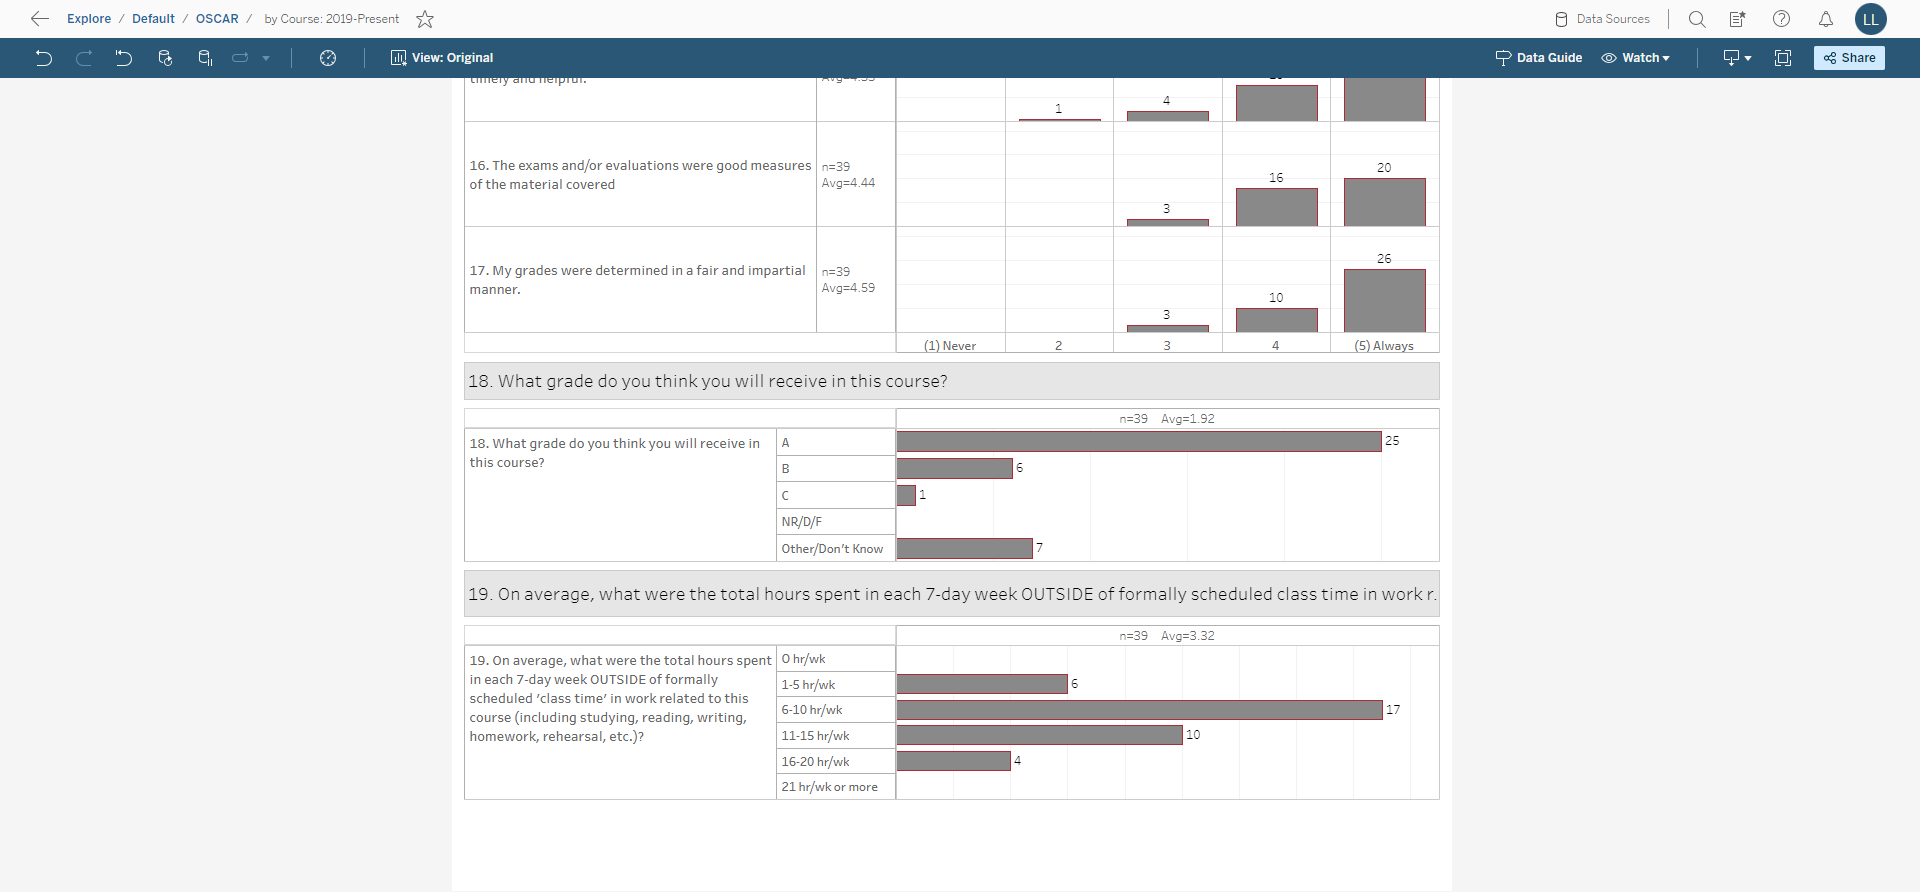 Explore / Default / OSCAR / by Course: 2019-Present
Data Sources
LL
View: Original
Data Guide
Watch
Share
timely and helpful.
1
4
16. The exams and/or evaluations were good measures
of the material covered
n=39
Avg=4.44
3
16
20
17. My grades were determined in a fair and impartial
manner.
n=39
Avg=4.59
3
10
26
(1) Never
2
3
4
(5) Always
18. What grade do you think you will receive in this course?
n=39 Avg=1.92
18. What grade do you think you will receive in
this course?
A
25
B
6
C
1
NR/D/F
Other/Don't Know
7
19. On average, what were the total hours spent in each 7-day week OUTSIDE of formally scheduled class time in work r.
n=39 Avg=3.32
19. On average, what were the total hours spent
in each 7-day week OUTSIDE of formally
scheduled ‘class time’ in work related to this
course (including studying, reading, writing,
homework, rehearsal, etc.)?
0 hr/wk
1-5 hr/wk
6
6-10 hr/wk
17
11-15 hr/wk
10
16-20 hr/wk
4
21 hr/wk or more